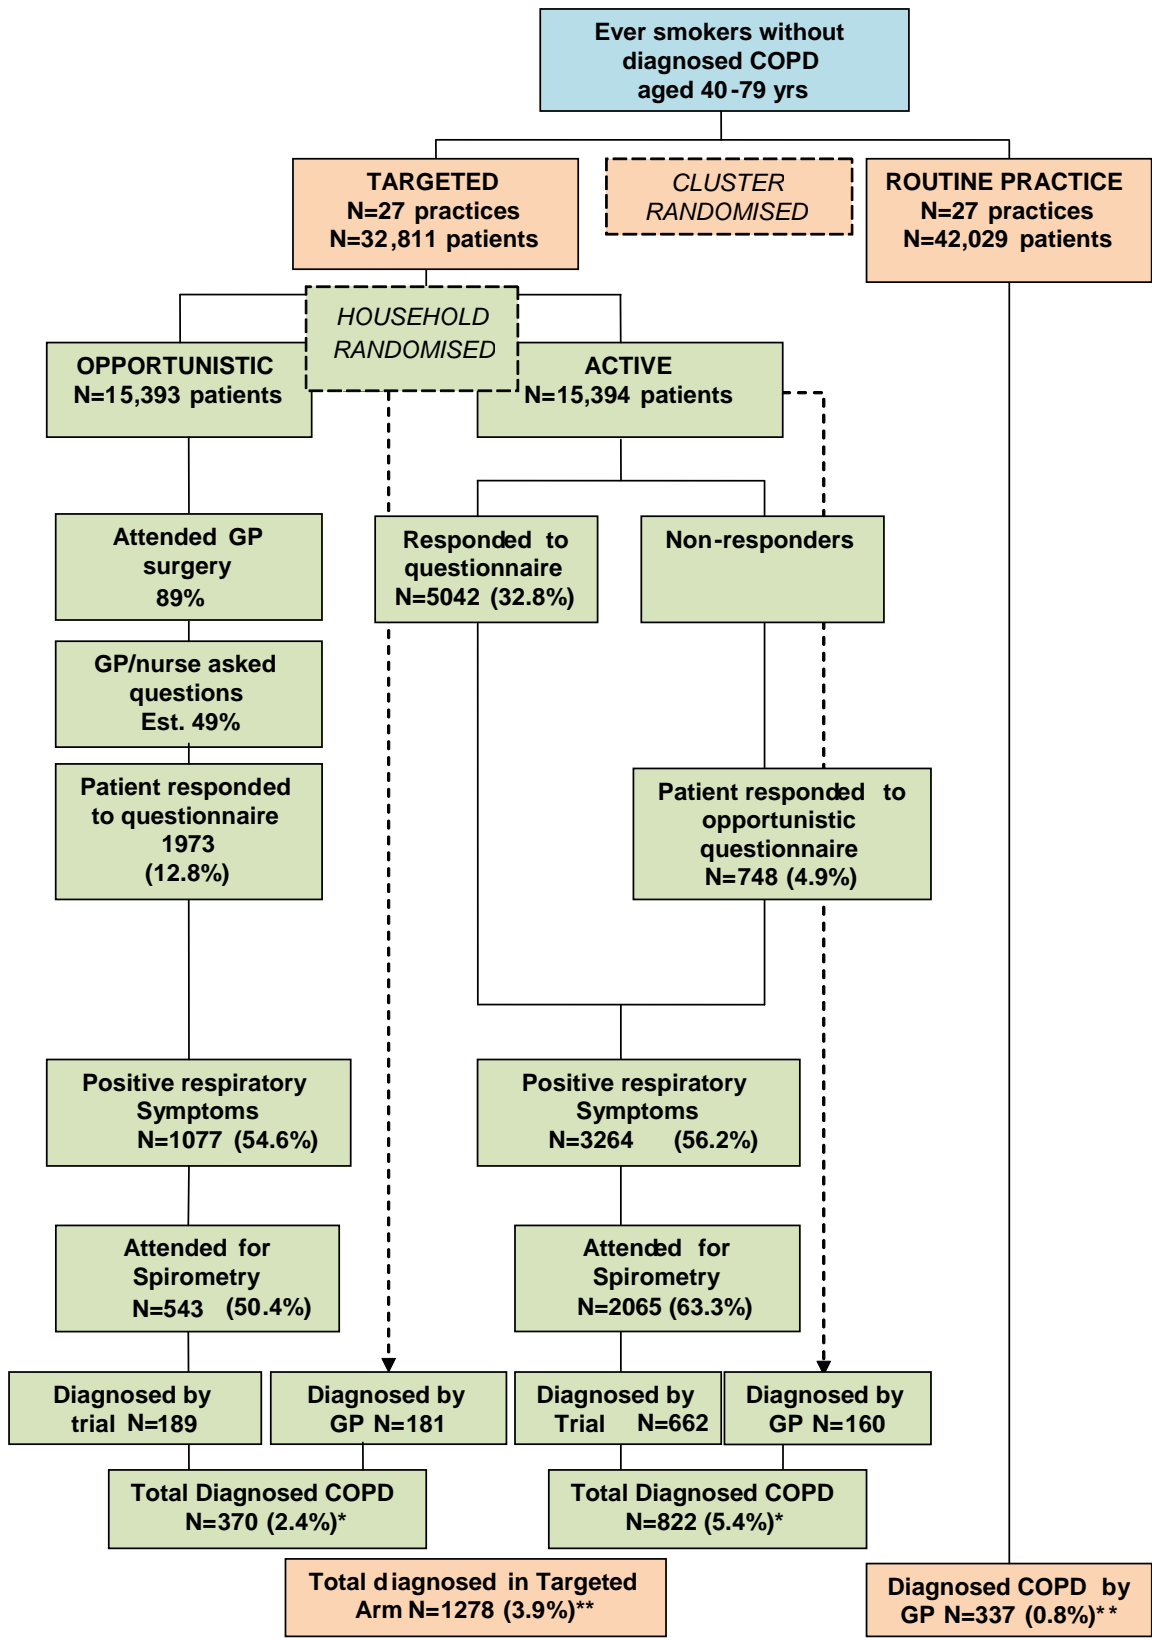 Ever smokers without
diagnosed COPD
aged 40-79 yrs
TARGETED
N=27 practices
N=32,811 patients
CLUSTER
RANDOMISED
ROUTINE PRACTICE
N=27 practices
N=42,029 patients
HOUSEHOLD
RANDOMISED
OPPORTUNISTIC
N=15,393 patients
ACTIVE
N=15,394 patients
Attended GP
surgery
89%
Responded to
questionnaire
N=5042 (32.8%)
Non-responders
GP/nurse asked
questions
Est. 49%
Patient responded
to questionnaire
1973
(12.8%)
Patient responded to
opportunistic
questionnaire
N=748 (4.9%)
Positive respiratory
Symptoms
N=1077 (54.6%)
Positive respiratory
Symptoms
N=3264 (56.2%)
Attended for
Spirometry
N=543 (50.4%)
Attended for
Spirometry
N=2065 (63.3%)
Diagnosed by
trial N=189
Diagnosed by
GP N=181
Diagnosed by
Trial N=662
Diagnosed by
GP N=160
Total Diagnosed COPD
N=370 (2.4%)*
Total Diagnosed COPD
N=822 (5.4%)*
Total diagnosed in Targeted
Arm N=1278 (3.9%)**
Diagnosed COPD by
GP N=337 (0.8%)**